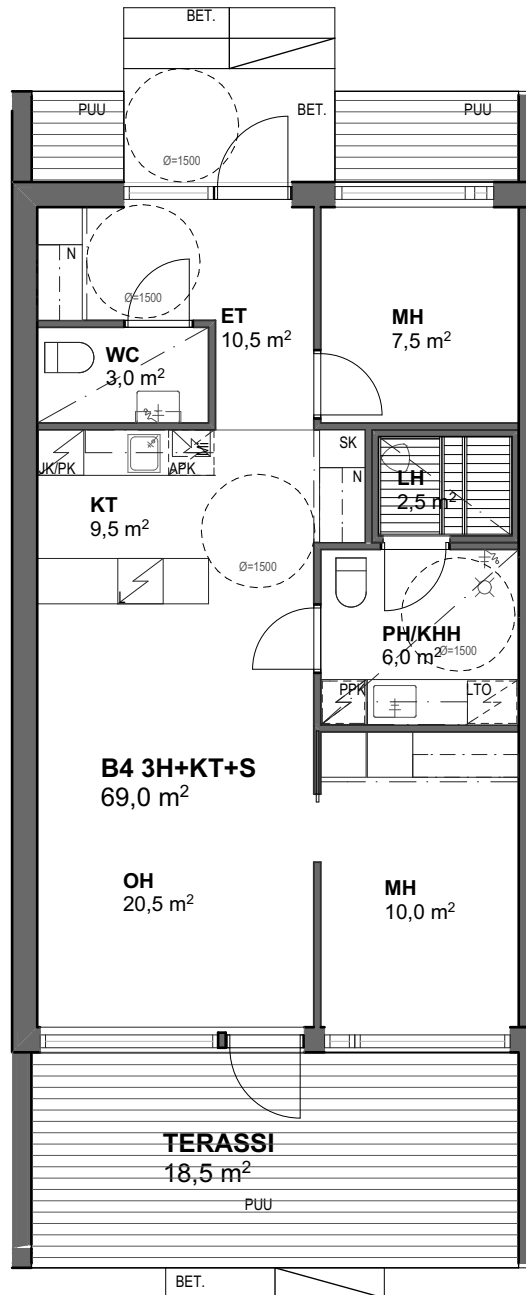 BET.
PUU
BET.
PUU
Ø=1500
N
Ø=1500
ET
10,5 m²
MH
7,5 m²
WC
3,0 m²
JK/PK
APK
MU
SK
N
LH
2,5 m²
KT
9,5 m²
Ø=1500
PH/KHH
6,0 m²
Ø=1500
PPK
LTO
B4 3H+KT+S
69,0 m²
OH
20,5 m²
MH
10,0 m²
TERASSI
18,5 m²
PUU
BET.